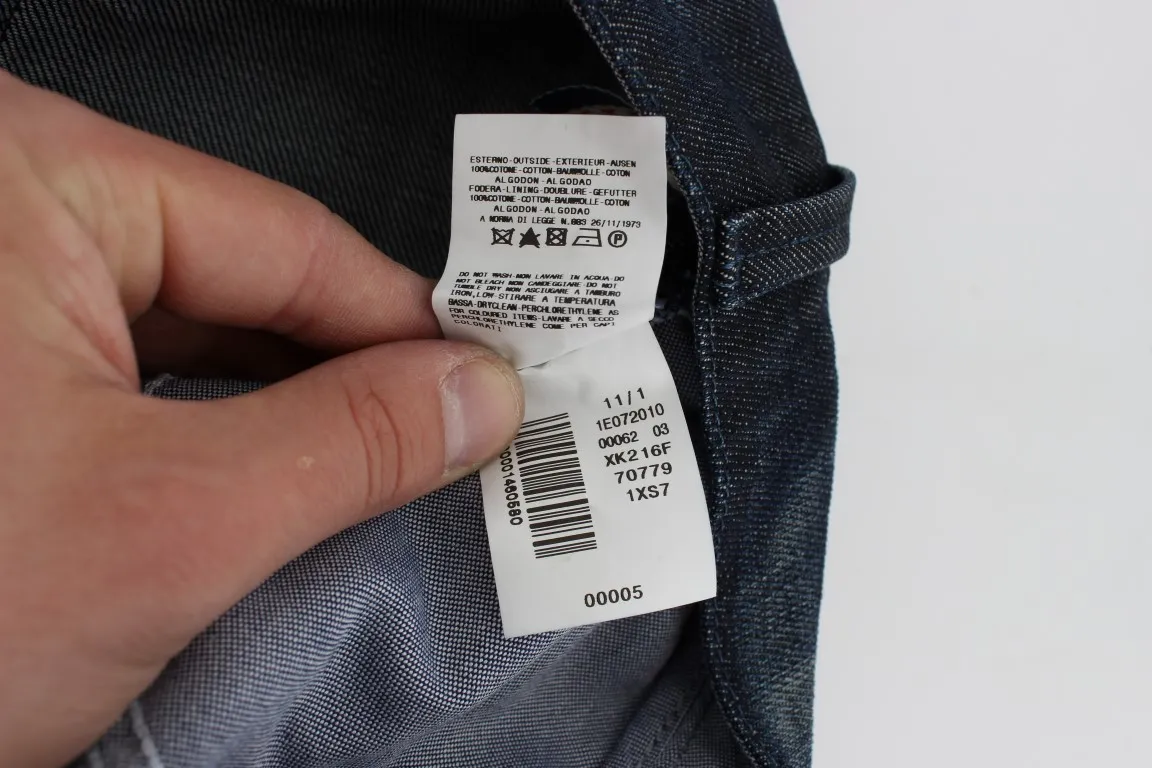 ESTERNO-OUTSIDE-EXTERIEUR-AUSEN
100%COTONE-COTTON-BAUMWOLLE-COTON
ALGODON-ALGODAO
FODERA-LINING-DOUBLURE-GEFUTTER
100%COTONE-COTTON-BAUMWOLLE-COTON
ALGODON-ALGODAO
A NORMA DI LEGGE N.883 26/11/1973
P
DO NOT WASH-NON LAVARE IN ACQUA-DO
NOT BLEACH NON CANDEGGIARE-DO NOT
TUMBLE DRY NON ASCIUGARE A TAMBURO
IRON,LOW-STIRARE A TEMPERATURA
BASSA-DRYCLEAN-PERCHLORETHYLENE AS
FOR COLOURED ITEMS-LAVARE A SECCO
PERCHLORETHYLENE COME PER CAPI
COLORATI
11/1
1E072010
00062 03
XK216F
70779
1XS7
0001460680
00005